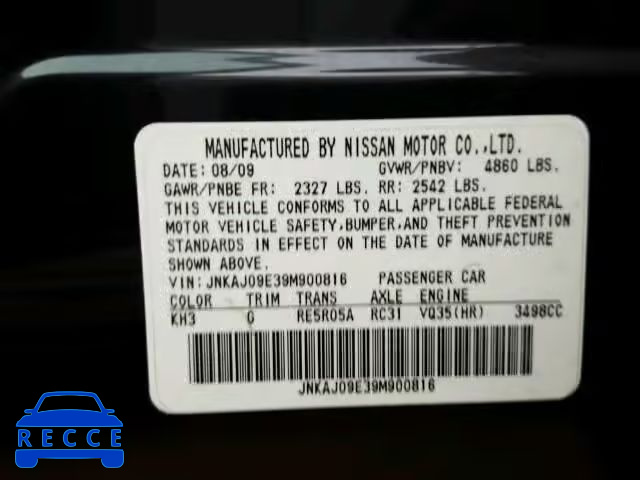 MANUFACTURED BY NISSAN MOTOR CO.,LTD.
DATE: 08/09 GVWR/PNBV: 4860 LBS.
GAWR/PNBE FR: 2327 LBS. RR: 2542 LBS.
THIS VEHICLE CONFORMS TO ALL APPLICABLE FEDERAL
MOTOR VEHICLE SAFETY,BUMPER,AND THEFT PREVENTION
STANDARDS IN EFFECT ON THE DATE OF MANUFACTURE
SHOWN ABOVE.
VIN: JNKAJ09E39M900816 PASSENGER CAR
COLOR TRIM TRANS AXLE ENGINE
KH3 G RE5R05A RC31 VQ35(HR) 3498CC
JNKAJ09E39M900816
RECCE